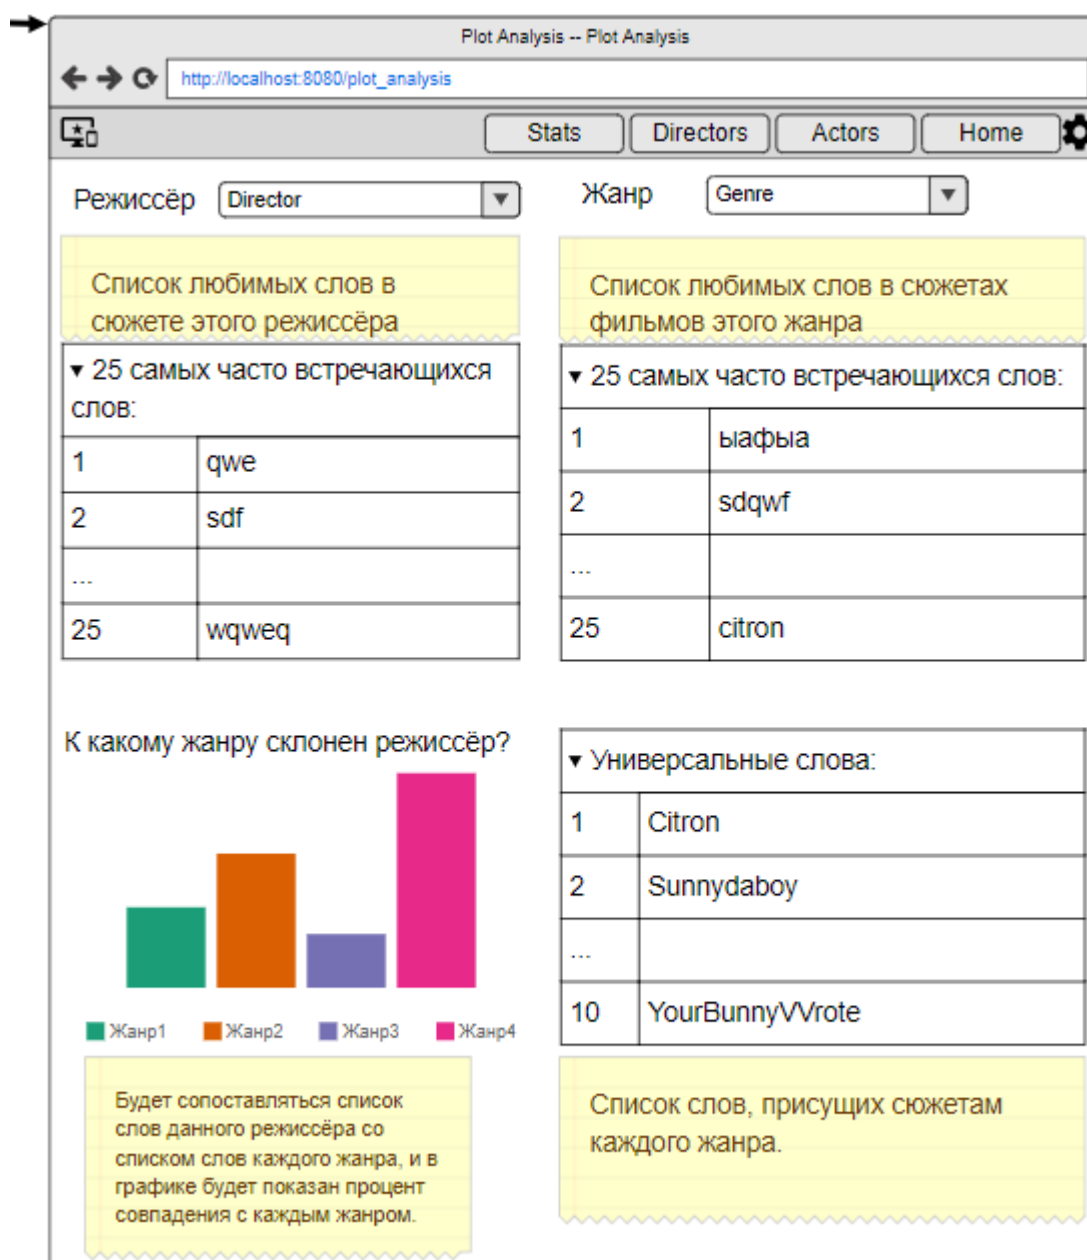 Plot Analysis -- Plot Analysis
http://localhost:8080/plot_analysis
Stats Directors Actors Home
Режиссёр Director
Жанр Genre
Список любимых слов в
сюжете этого режиссёра
▾ 25 самых часто встречающихся
слов:
1 qwe
2 sdf
...
25 wqweq
Список любимых слов в сюжетах
фильмов этого жанра
▾ 25 самых часто встречающихся слов:
1 ыафыа
2 sdqwf
...
25 citron
К какому жанру склонен режиссёр?
Жанр1 Жанр2 Жанр3 Жанр4
Будет сопоставляться список
слов данного режиссёра со
списком слов каждого жанра, и в
графике будет показан процент
совпадения с каждым жанром.
▾ Универсальные слова:
1 Citron
2 Sunnydaboy
...
10 YourBunnyVVrote
Список слов, присущих сюжетам
каждого жанра.